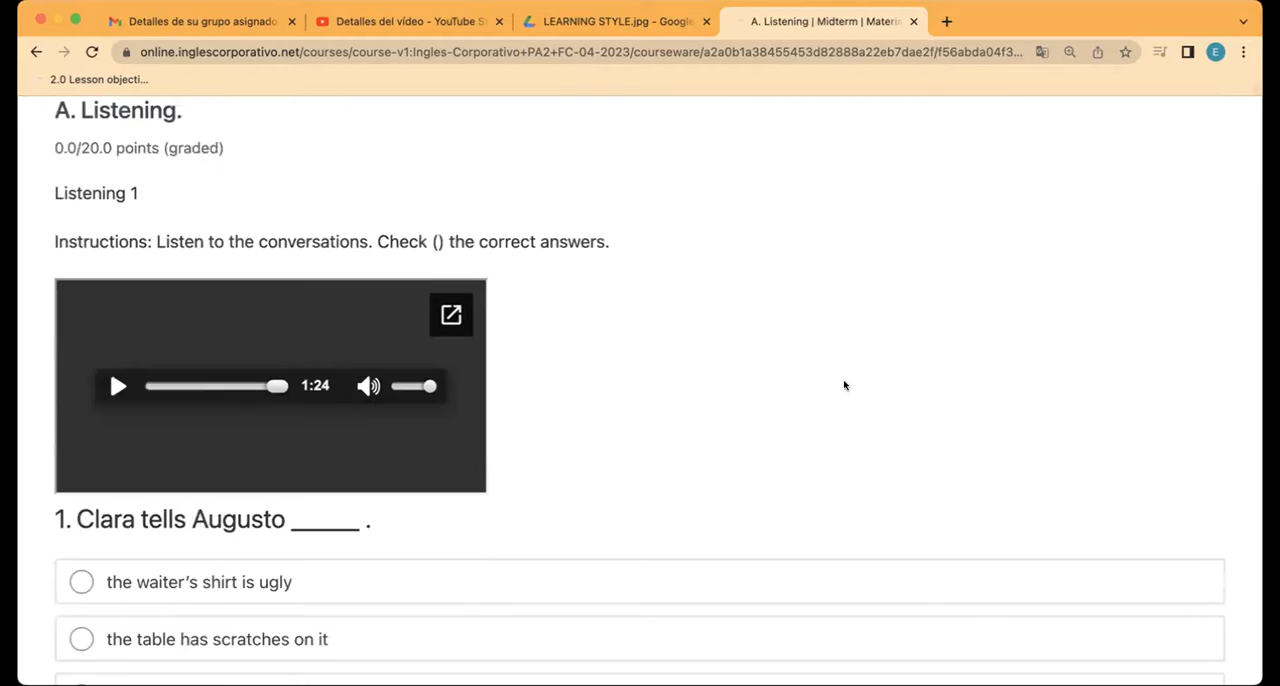 Detalles de su grupo asignado
Detalles del vídeo - YouTube S
LEARNING STYLE.jpg - Google
A. Listening | Midterm | Materi
online.inglescorporativo.net/courses/course-v1:Ingles-Corporativo+PA2+FC-04-2023/courseware/a2a0b1a38455453d82888a22eb7dae2f/f56abda04f3...
E
2.0 Lesson objecti...
A. Listening.
0.0/20.0 points (graded)
Listening 1
Instructions: Listen to the conversations. Check () the correct answers.
1:24
1. Clara tells Augusto ______ .
the waiter’s shirt is ugly
the table has scratches on it